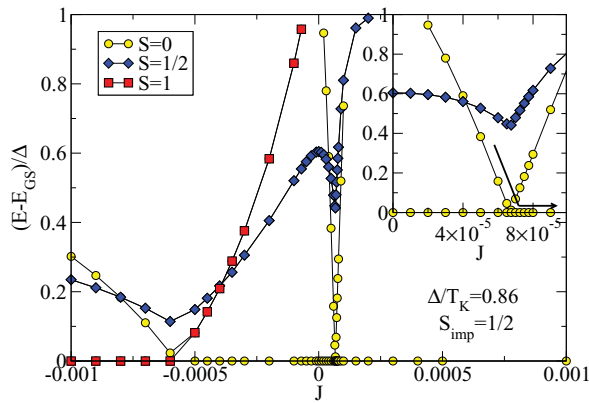 S=0
S=1/2
S=1
(E-E_GS)/Δ
1
0.8
0.6
0.4
0.2
0
-0.001
-0.0005
0
0.0005
0.001
J
1
0.8
0.6
0.4
0.2
0
4×10^-5
8×10^-5
J
Δ/T_K=0.86
S_imp=1/2